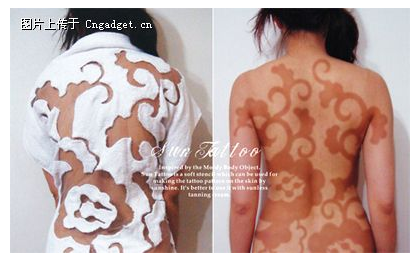 图片上传于 Cngadget.cn
Sun Tattoo
Inspired by the Mardy Body Object.
Sun Tattoo is a soft stencil which can be used for
making the tattoo pattern on the skin by
sunshine. It's better to use it with sunless
tanning cream.